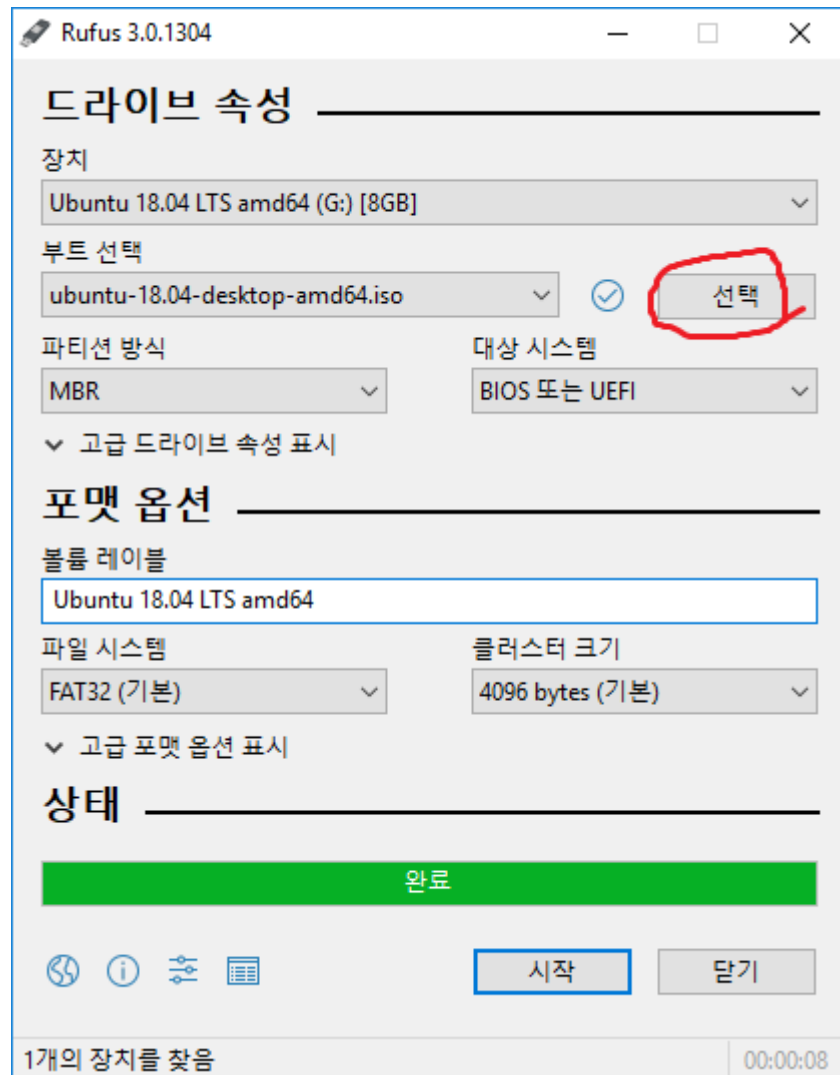 Rufus 3.0.1304
드라이브 속성
장치
Ubuntu 18.04 LTS amd64 (G:) [8GB]
부트 선택
ubuntu-18.04-desktop-amd64.iso 선택
파티션 방식 대상 시스템
MBR BIOS 또는 UEFI
고급 드라이브 속성 표시
포맷 옵션
볼륨 레이블
Ubuntu 18.04 LTS amd64
파일 시스템 클러스터 크기
FAT32 (기본) 4096 bytes (기본)
고급 포맷 옵션 표시
상태
완료
시작 닫기
1개의 장치를 찾음 00:00:08